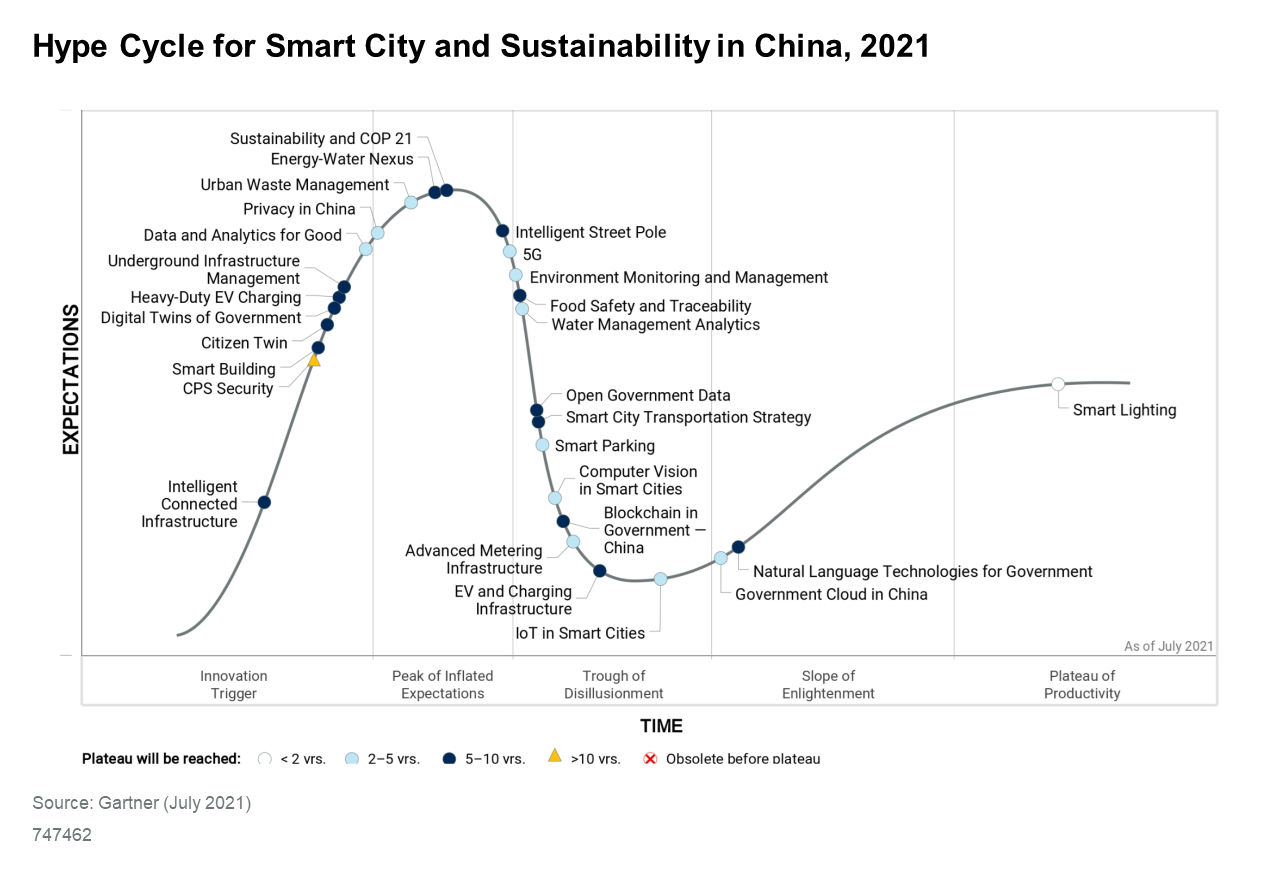 Hype Cycle for Smart City and Sustainability in China, 2021
Sustainability and COP 21
Energy-Water Nexus
Urban Waste Management
Privacy in China
Data and Analytics for Good
Underground Infrastructure
Management
Heavy-Duty EV Charging
Digital Twins of Government
Citizen Twin
Smart Building
CPS Security
Intelligent
Connected
Infrastructure
Intelligent Street Pole
5G
Environment Monitoring and Management
Food Safety and Traceability
Water Management Analytics
Open Government Data
Smart City Transportation Strategy
Smart Parking
Computer Vision
in Smart Cities
Blockchain in
Government —
China
Advanced Metering
Infrastructure
EV and Charging
Infrastructure
IoT in Smart Cities
Natural Language Technologies for Government
Government Cloud in China
Smart Lighting
EXPECTATIONS
As of July 2021
Innovation
Trigger
Peak of Inflated
Expectations
Trough of
Disillusionment
Slope of
Enlightenment
Plateau of
Productivity
TIME
Plateau will be reached: < 2 yrs. 2–5 yrs. 5–10 yrs. >10 yrs. Obsolete before plateau
Source: Gartner (July 2021)
747462